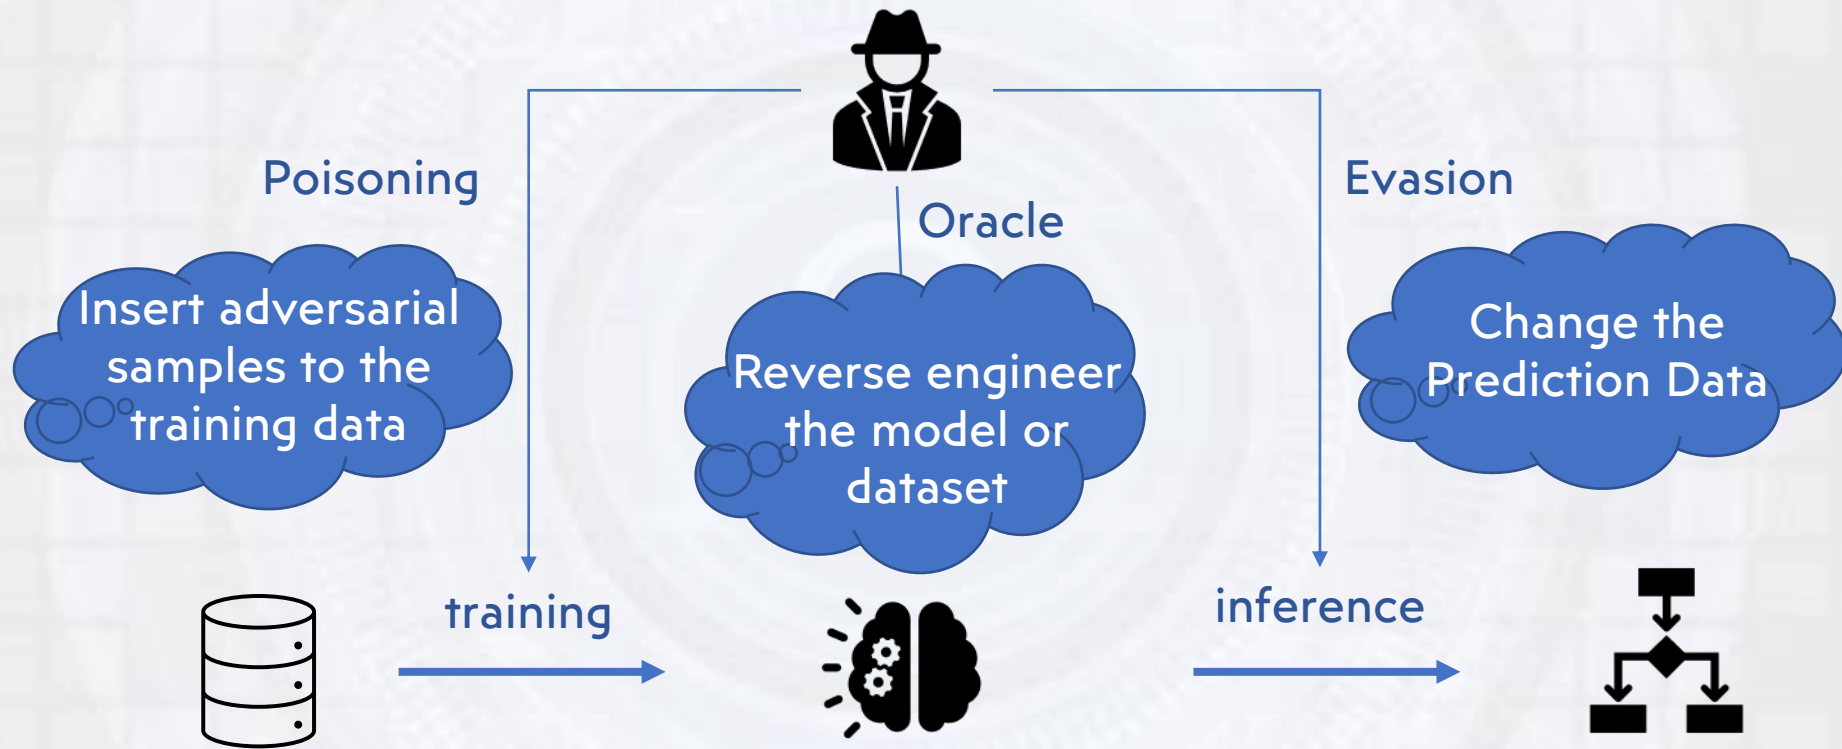 Poisoning
Oracle
Evasion
Insert adversarial
samples to the
training data
Reverse engineer
the model or
dataset
Change the
Prediction Data
training
inference